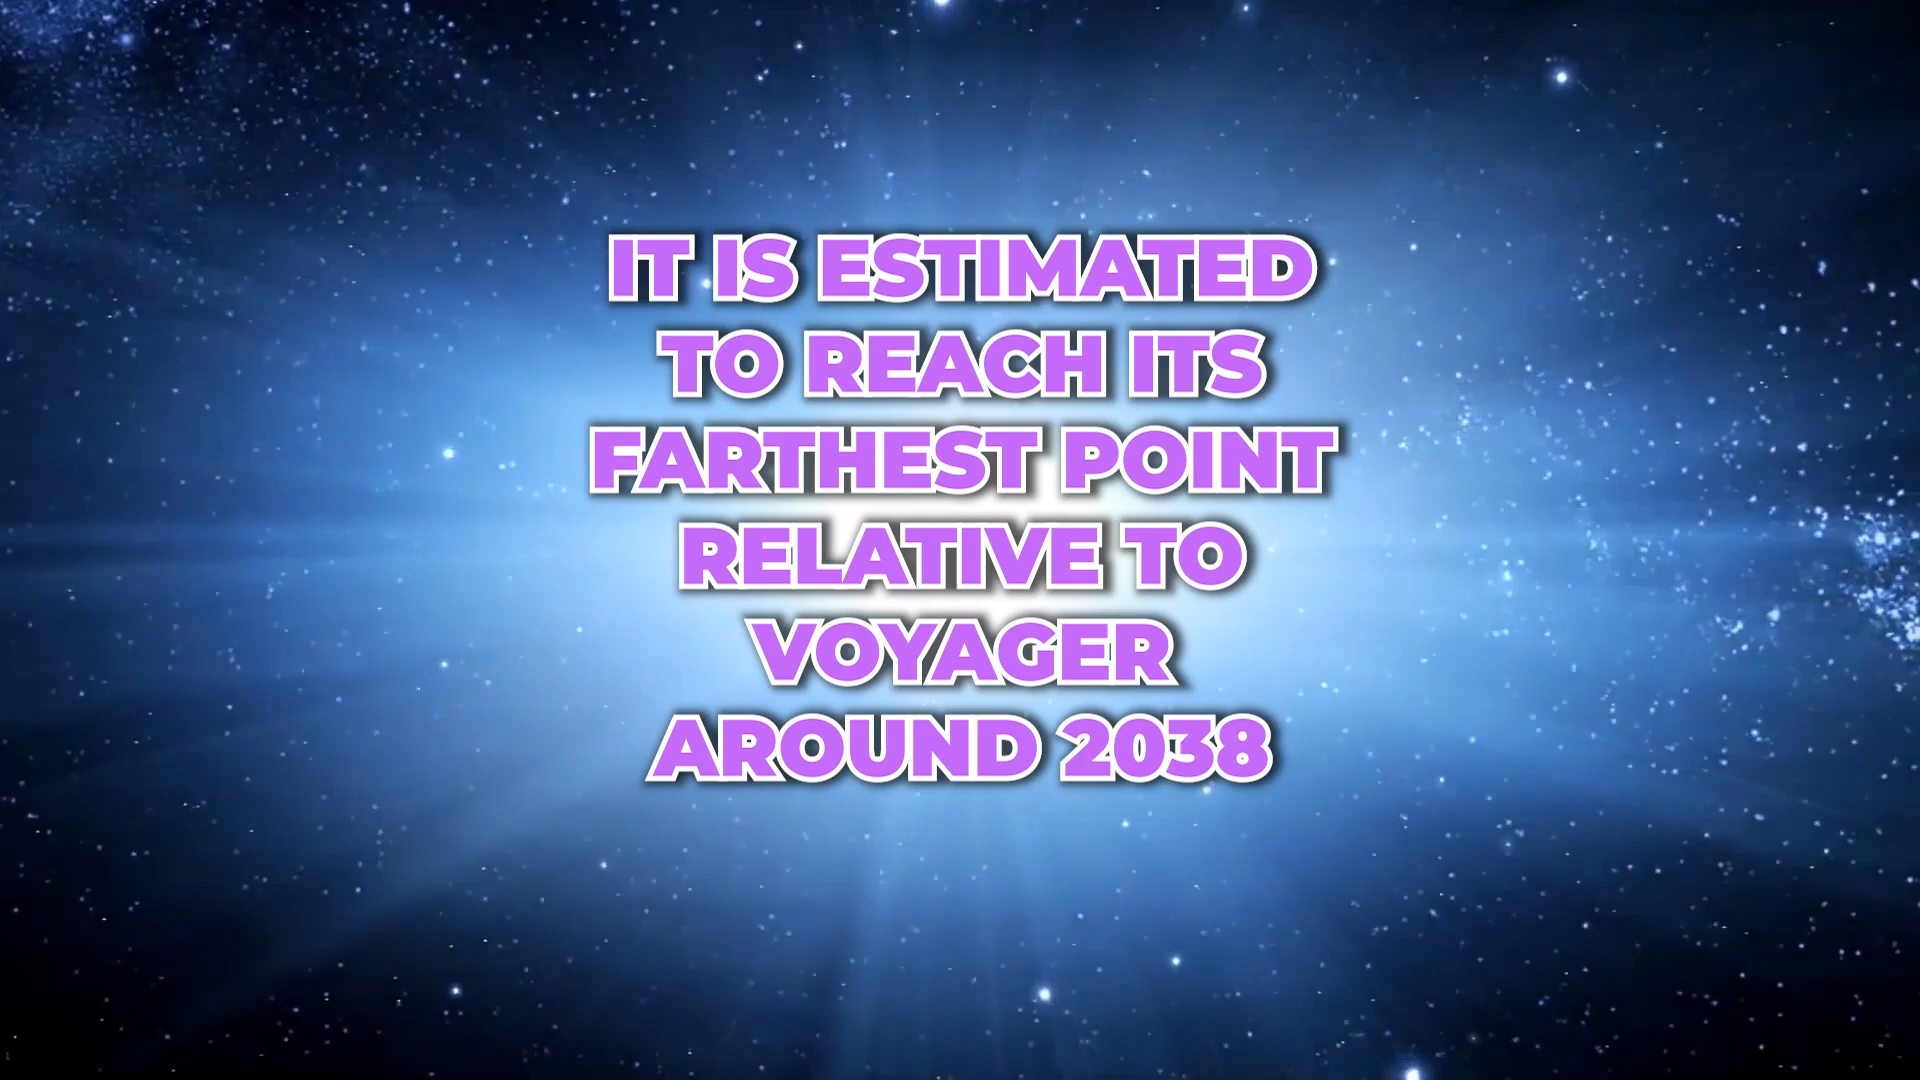 IT IS ESTIMATED
TO REACH ITS
FARTHEST POINT
RELATIVE TO
VOYAGER
AROUND 2038